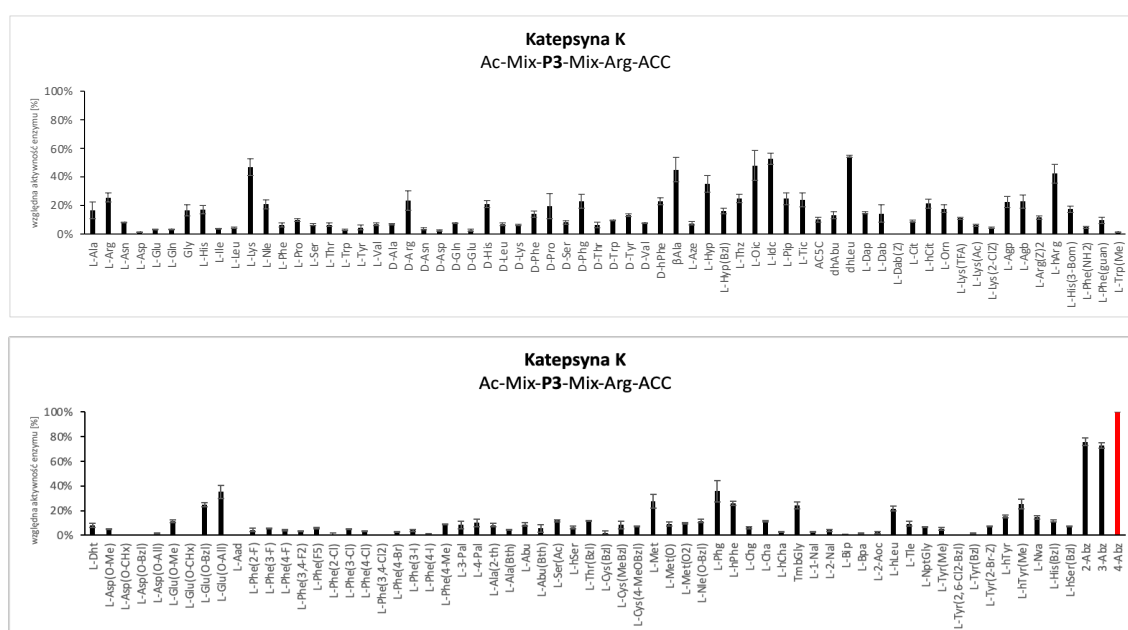 Katepsyna K
Ac-Mix-P3-Mix-Arg-ACC
względna aktywność enzymu [%]
100%
80%
60%
40%
20%
0%
L-Ala
L-Arg
L-Asn
L-Asp
L-Glu
L-Gln
Gly
L-His
L-Ile
L-Leu
L-Lys
L-Nle
L-Phe
L-Pro
L-Ser
L-Thr
L-Trp
L-Tyr
L-Val
D-Ala
D-Arg
D-Asn
D-Asp
D-Gln
D-Glu
D-His
D-Leu
D-Lys
D-Phe
D-Pro
D-Ser
D-Phg
D-Thr
D-Trp
D-Tyr
D-Val
D-hPhe
βAla
L-Aze
L-Hyp
L-Hyp(Bzl)
L-Thz
L-Oic
L-Idc
L-Pip
L-Tic
AC5C
dhAbu
dhLeu
L-Dap
L-Dab
L-Dab(Z)
L-Cit
L-hCit
L-Orn
L-Lys(TFA)
L-Lys(Ac)
L-Lys(2-ClZ)
L-Agp
L-Agb
L-Arg(Z)2
L-hArg
L-His(3-Bom)
L-Phe(NH2)
L-Phe(guan)
L-Trp(Me)
Katepsyna K
Ac-Mix-P3-Mix-Arg-ACC
względna aktywność enzymu [%]
100%
80%
60%
40%
20%
0%
L-Dht
L-Asp(O-Me)
L-Asp(O-CHx)
L-Asp(O-Bzl)
L-Asp(O-All)
L-Glu(O-Me)
L-Glu(O-CHx)
L-Glu(O-Bzl)
L-Glu(O-All)
L-Aad
L-Phe(2-F)
L-Phe(3-F)
L-Phe(4-F)
L-Phe(3,4-F2)
L-Phe(F5)
L-Phe(2-Cl)
L-Phe(3-Cl)
L-Phe(4-Cl)
L-Phe(3,4-Cl2)
L-Phe(4-Br)
L-Phe(3-I)
L-Phe(4-I)
L-Phe(4-Me)
L-3-Pal
L-4-Pal
L-Ala(2-th)
L-Ala(Bth)
L-Abu
L-Abu(Bth)
L-Ser(Ac)
L-hSer
L-Thr(Bzl)
L-Cys(Bzl)
L-Cys(MeBzl)
L-Cys(4-MeOBzl)
L-Met
L-Met(O)
L-Met(O2)
L-Nle(O-Bzl)
L-Phg
L-hPhe
L-Chg
L-Cha
L-hCha
TmbGly
L-1-Nal
L-2-Nal
L-Bip
L-Bpa
L-2-Aoc
L-hLeu
L-Tle
L-NptGly
L-Tyr(Me)
L-Tyr(Bzl)
L-Tyr(2,6-Cl2-Bzl)
L-Tyr(2-Br-Z)
L-hTyr
L-hTyr(Me)
L-Nva
L-His(Bzl)
L-hSer(Bzl)
2-Abz
3-Abz
4-Abz